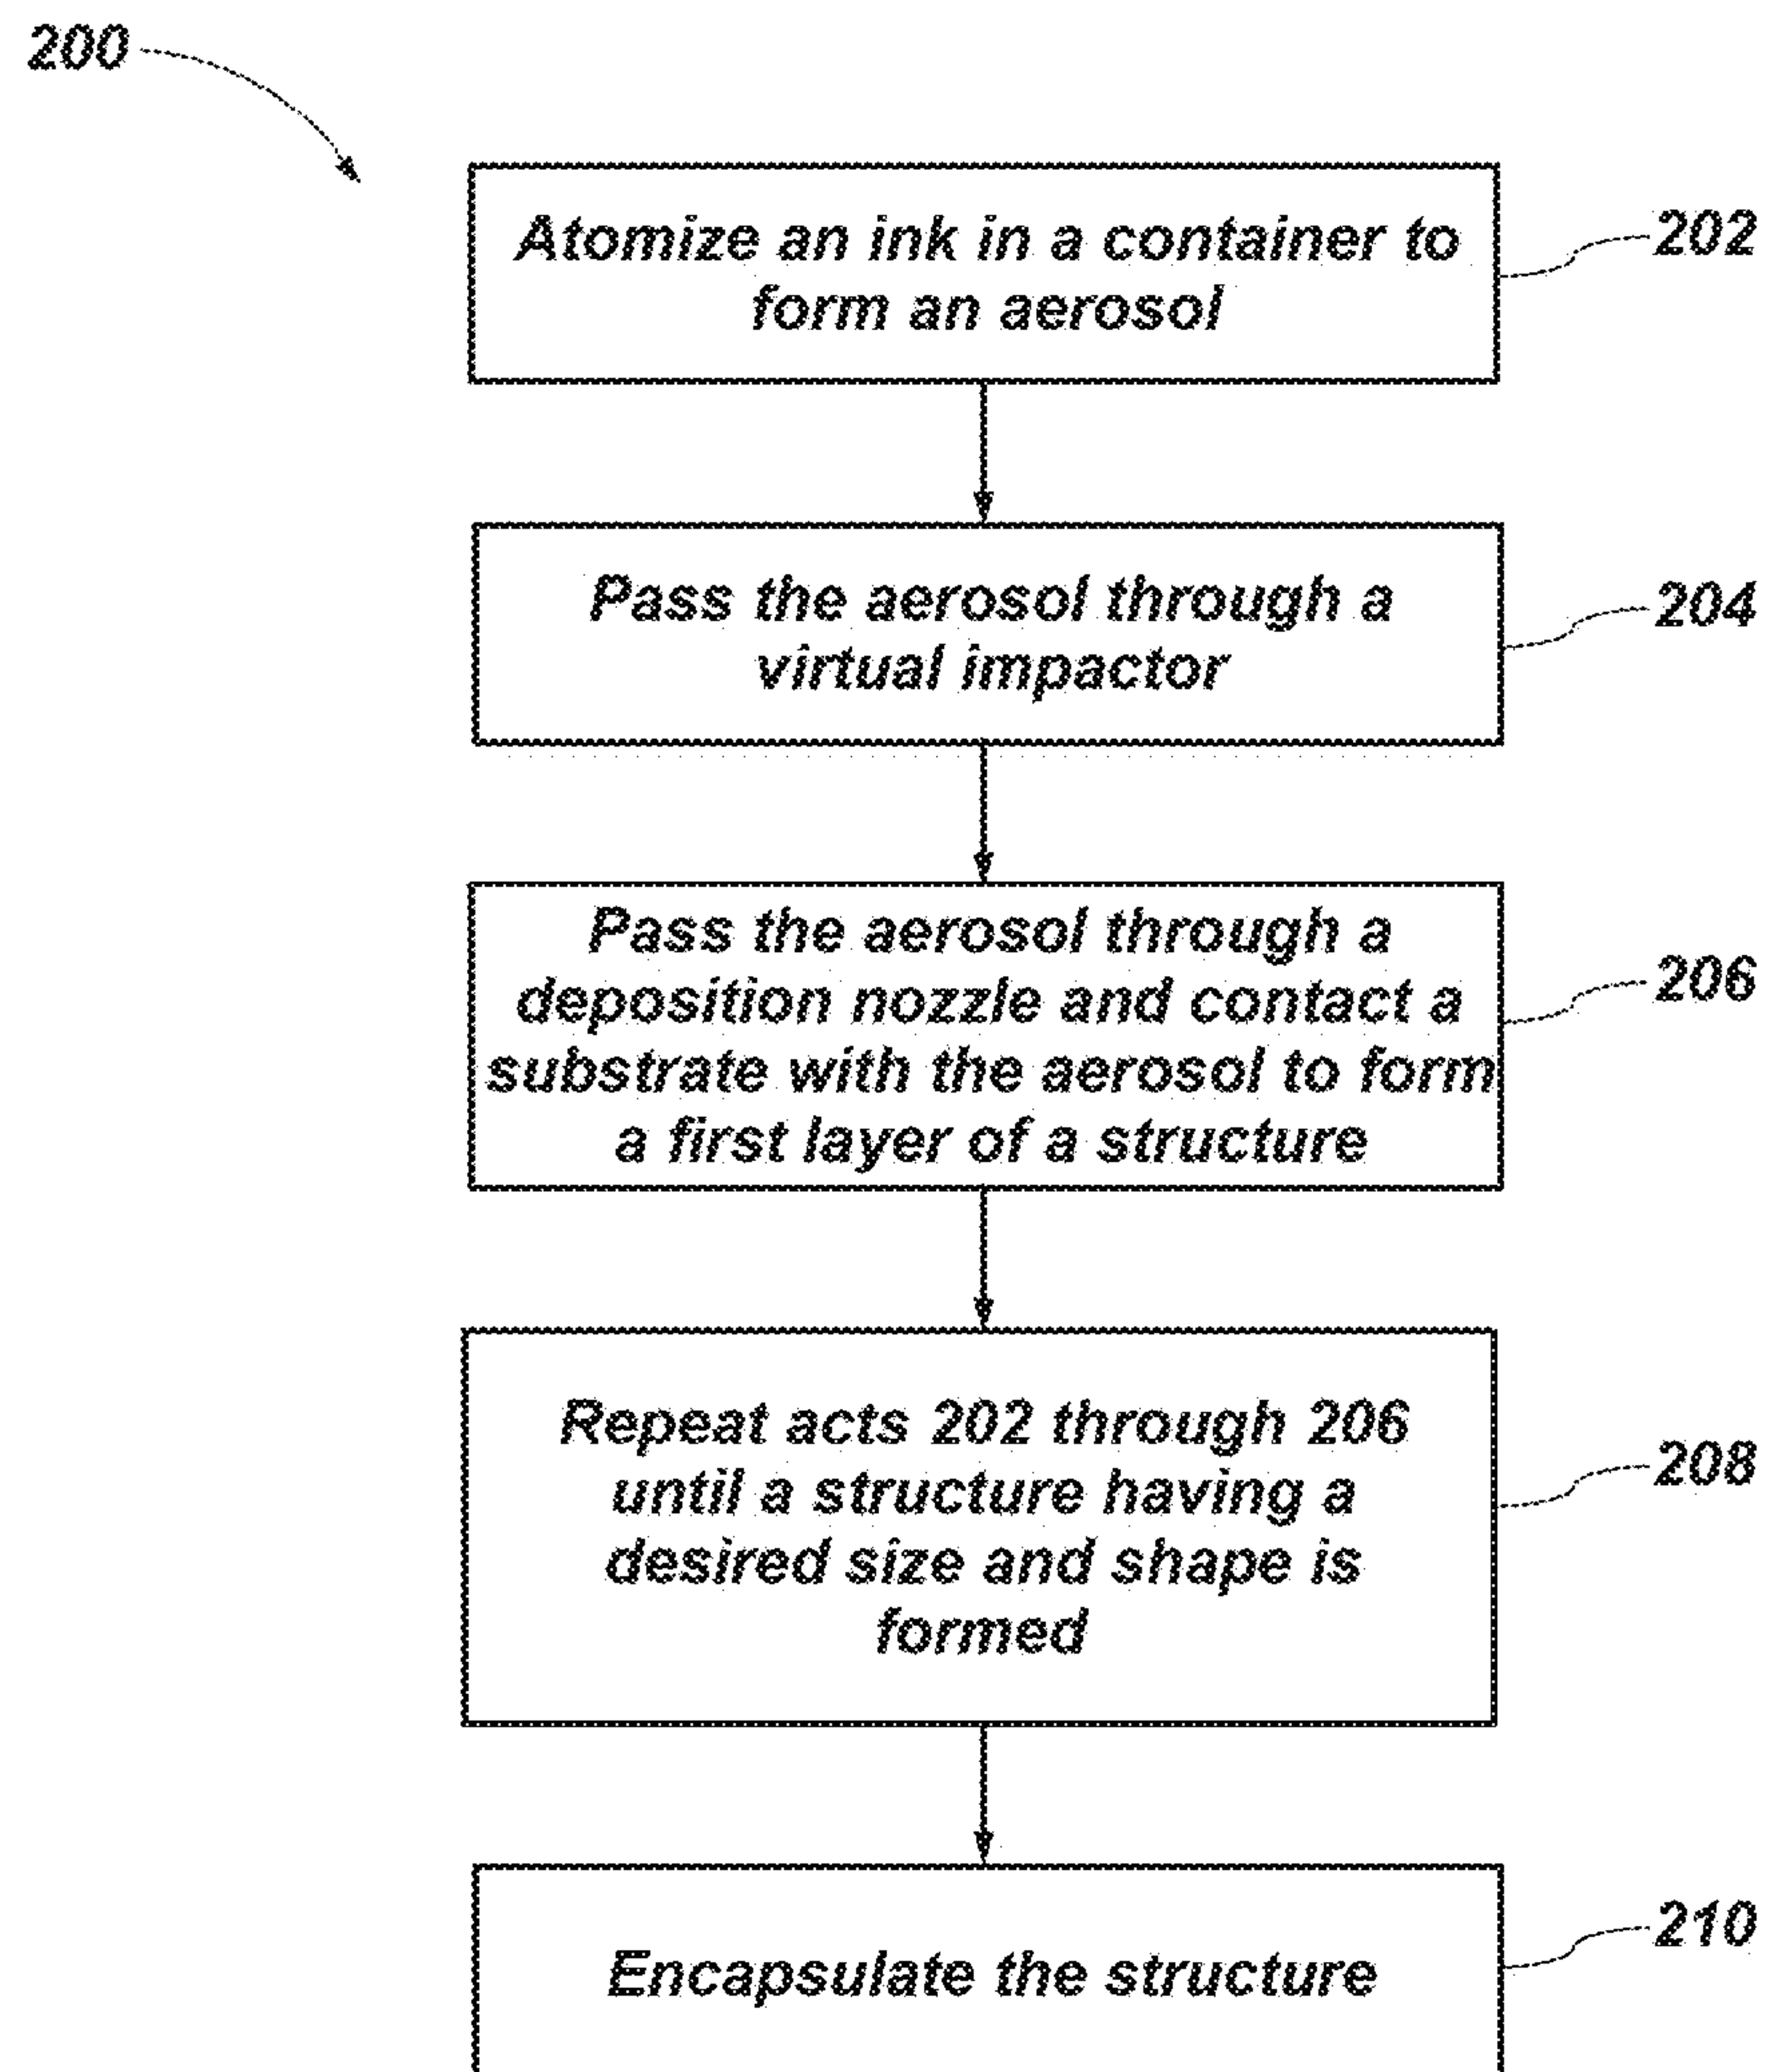 200
Atomize an ink in a container to
form an aerosol
202
Pass the aerosol through a
virtual impactor
204
Pass the aerosol through a
deposition nozzle and contact a
substrate with the aerosol to form
a first layer of a structure
206
Repeat acts 202 through 206
until a structure having a
desired size and shape is
formed
208
Encapsulate the structure
210